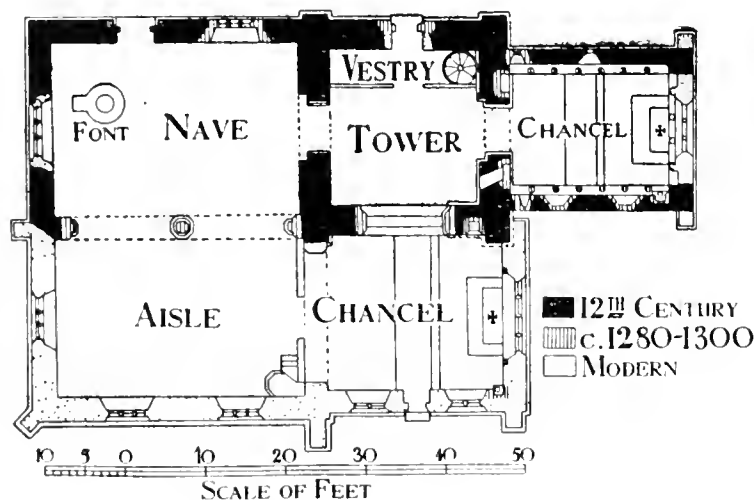 VESTRY
FONT
NAVE
TOWER
CHANCEL
AISLE
CHANCEL
12TH CENTURY
C.1280-1300
MODERN
10 5 0 10 20 30 40 50
SCALE OF FEET